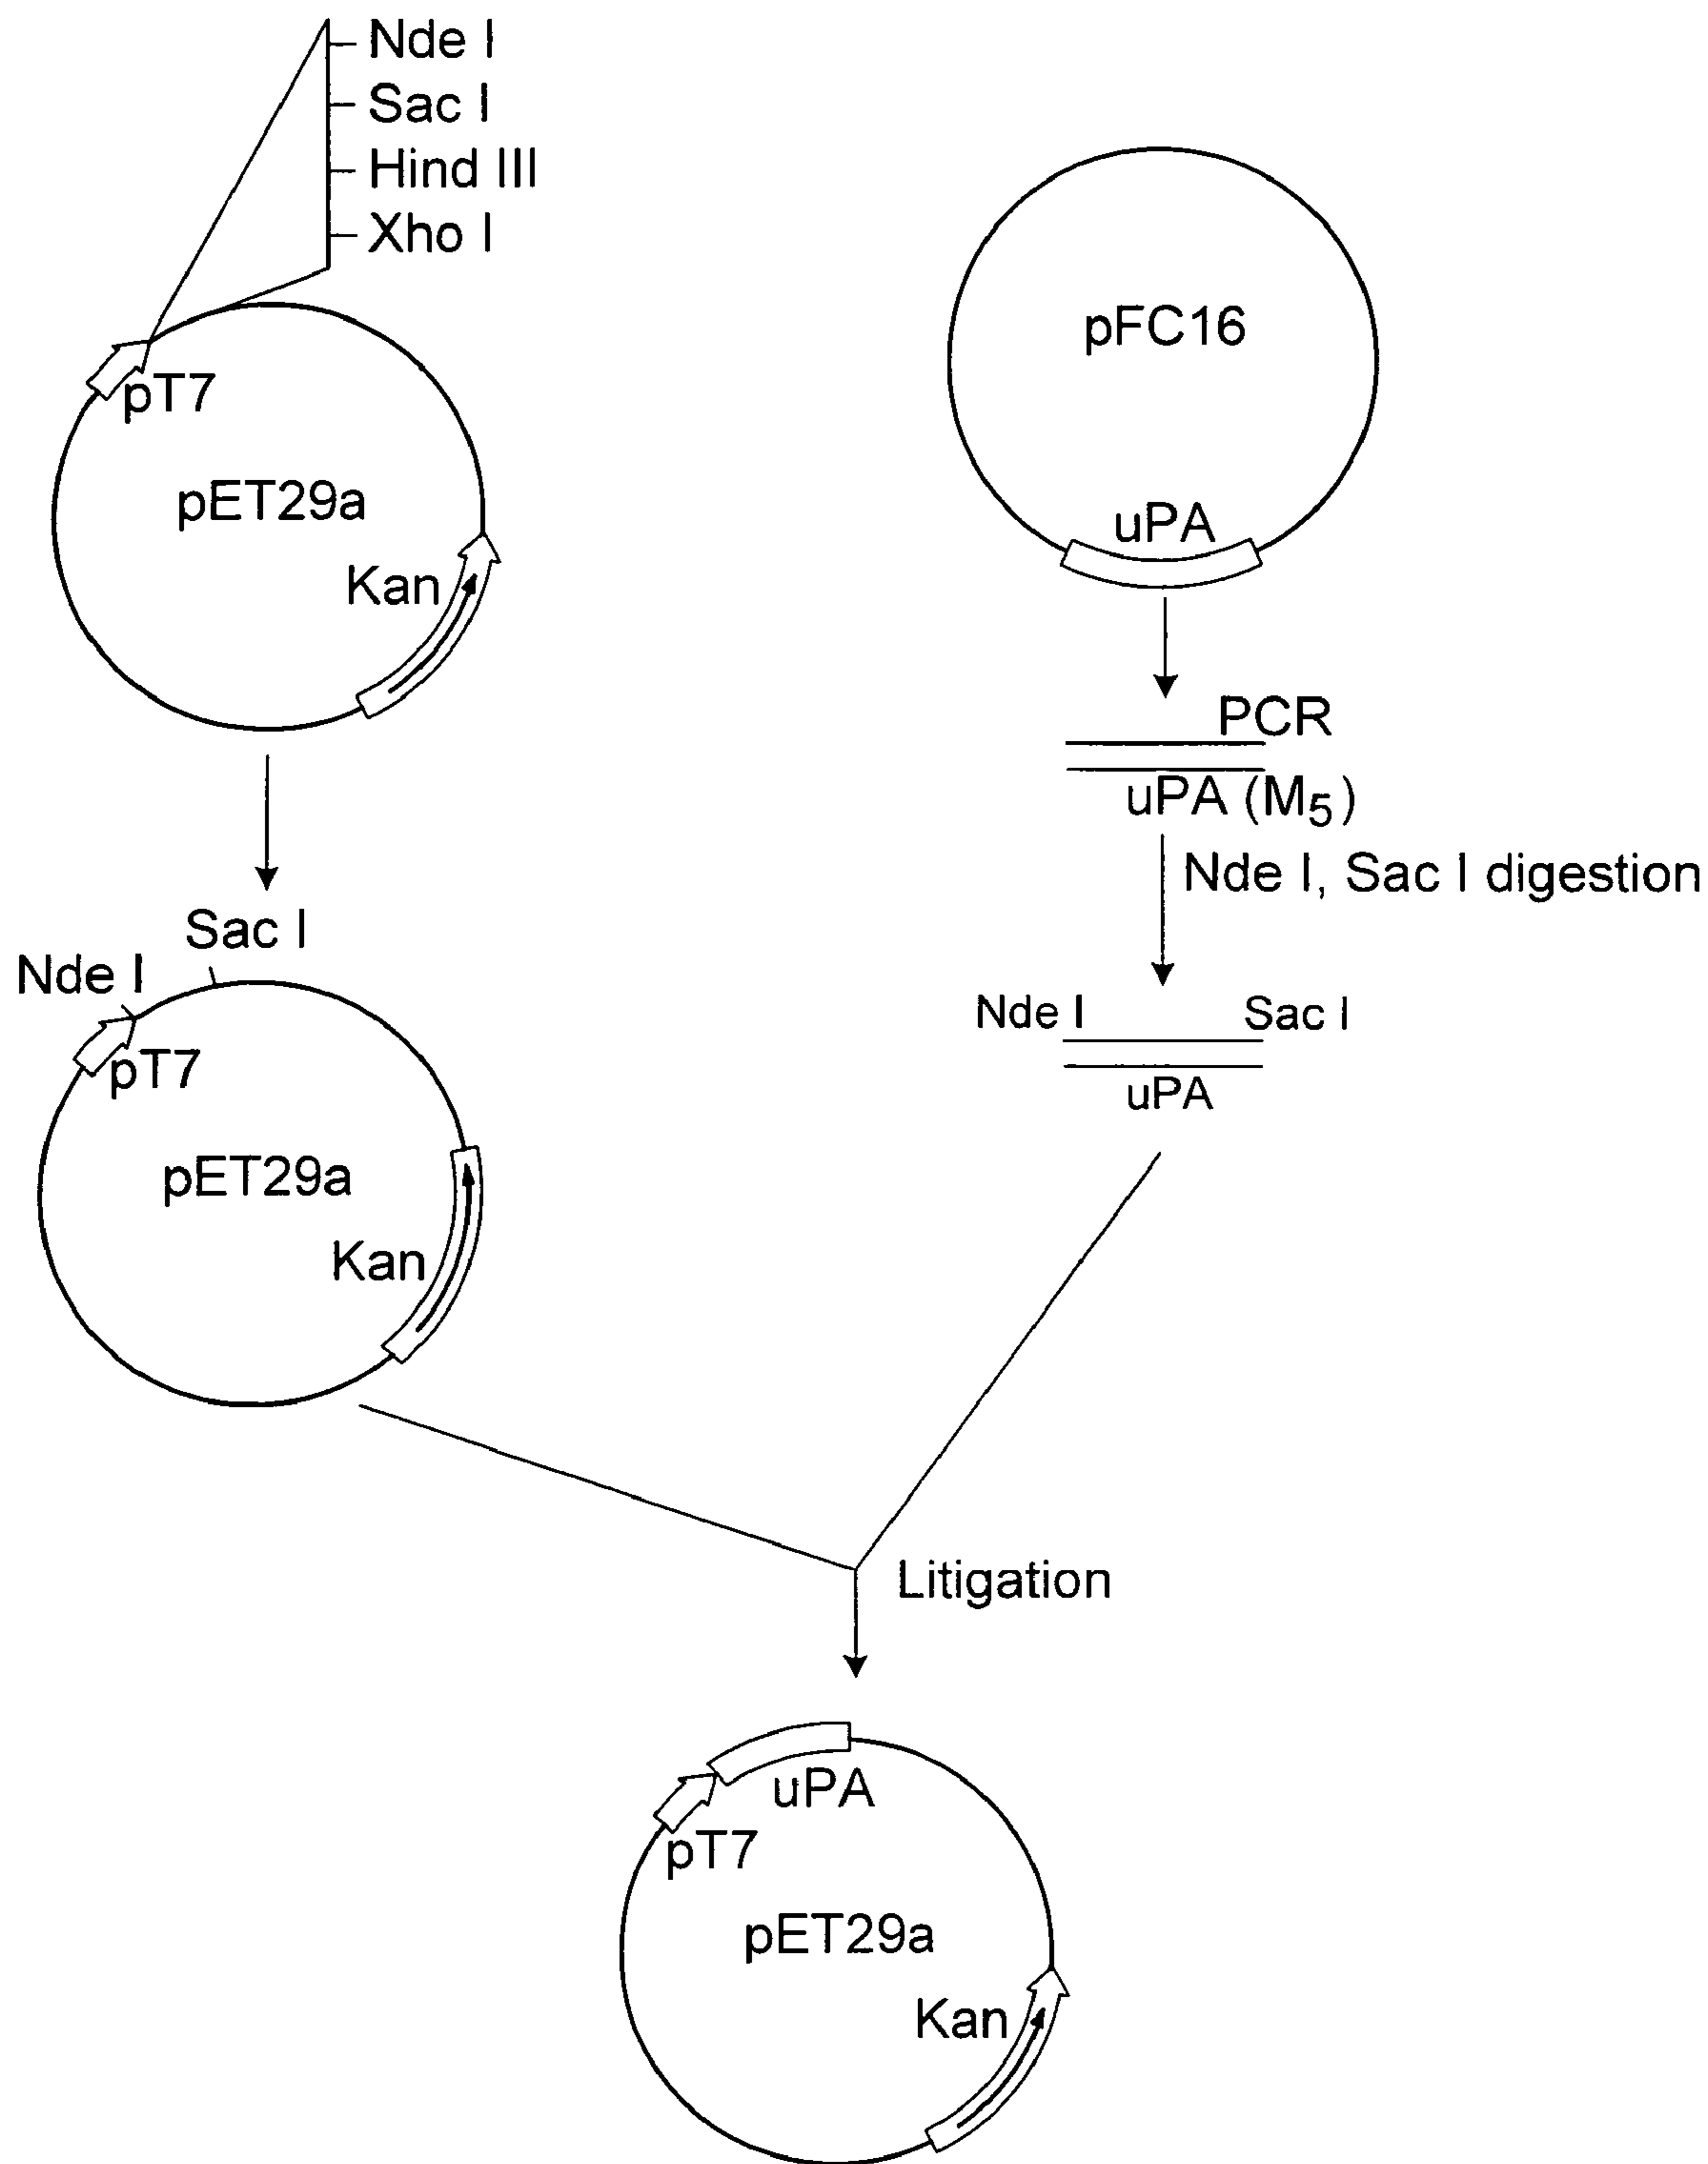 Nde I
Sac I
Hind III
Xho I
pT7
pET29a
Kan
pFC16
uPA
PCR
uPA (M5)
Nde I, Sac I digestion
Sac I
Nde I
pT7
pET29a
Kan
Nde I Sac I
uPA
Litigation
uPA
pT7
pET29a
Kan